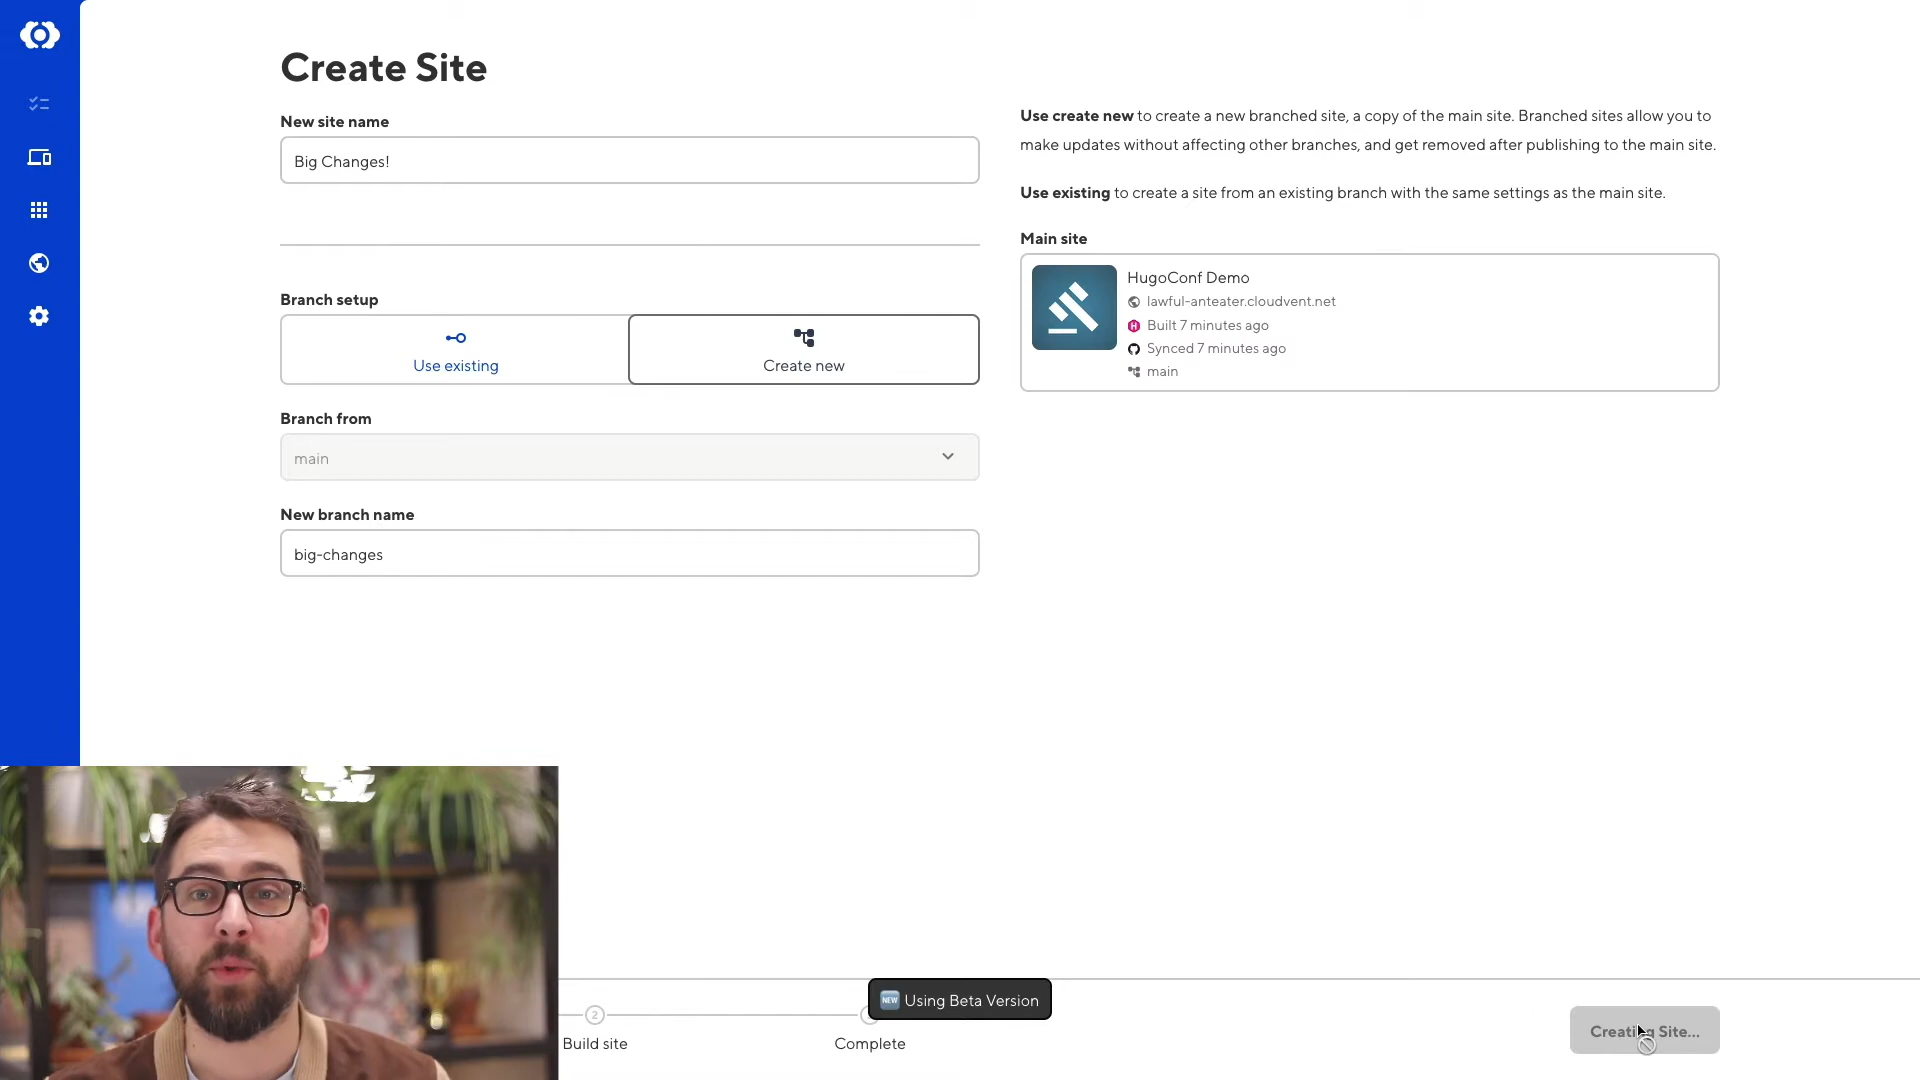 Create Site
New site name
Big Changes!
Branch setup
Use existing
Create new
Branch from
main
New branch name
big-changes
Use create new to create a new branched site, a copy of the main site. Branched sites allow you to
make updates without affecting other branches, and get removed after publishing to the main site.
Use existing to create a site from an existing branch with the same settings as the main site.
Main site
HugoConf Demo
lawful-anteater.cloudvent.net
H
Built 7 minutes ago
Synced 7 minutes ago
main
NEW Using Beta Version
2
Build site
Complete
Creating Site...